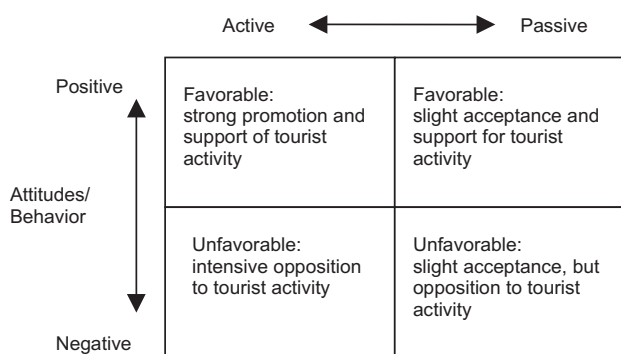 Active
Passive
Positive
Favorable:
strong promotion and
support of tourist
activity
Favorable:
slight acceptance and
support for tourist
activity
Attitudes/
Behavior
Unfavorable:
intensive opposition
to tourist activity
Unfavorable:
slight acceptance, but
opposition to tourist
activity
Negative